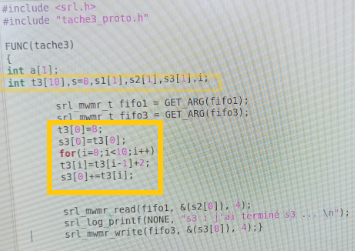 #include <srl.h>
#include "tache3_proto.h"
FUNC(tache3)
{
int a[1];
int t3[10],s=0,s1[1],s2[1],s3[1],i;
srl_mwmr_t fifo1 = GET_ARG(fifo1);
srl_mwmr_t fifo3 = GET_ARG(fifo3);
t3[0]=0;
s3[0]=t3[0];
for(i=0;i<10;i++)
t3[i]=t3[i-1]+2;
s3[0]+=t3[i];
srl_mwmr_read(fifo1, &(s2[0]), 4);
srl_log_printf(NONE, "s3 : j'ai terminé s3 ... \n");
srl_mwmr_write(fifo3, &(s3[0]), 4);}